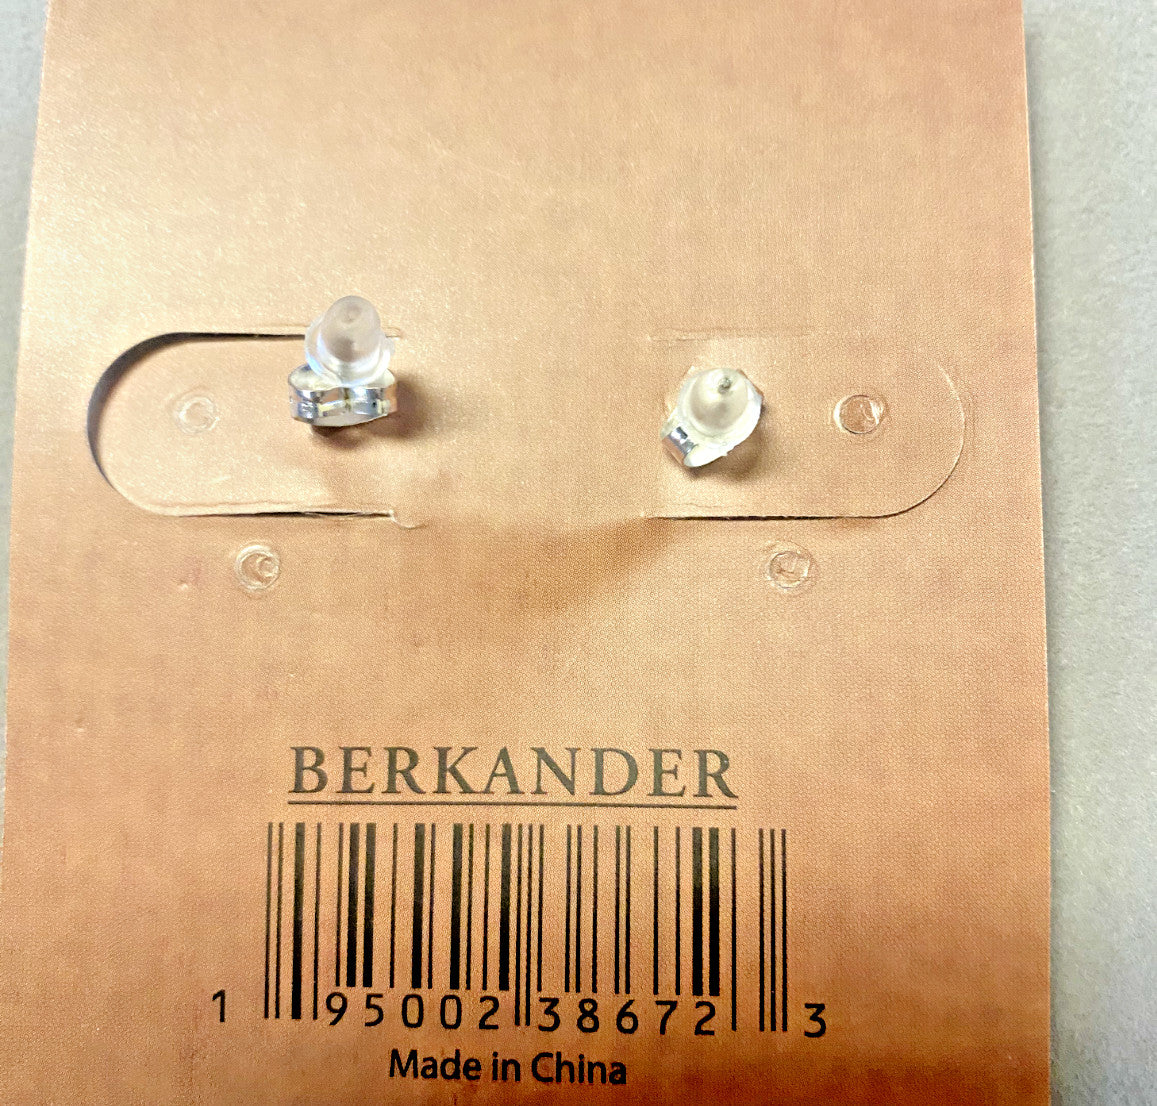 BERKANDER
1 95002 38672 3
Made in China